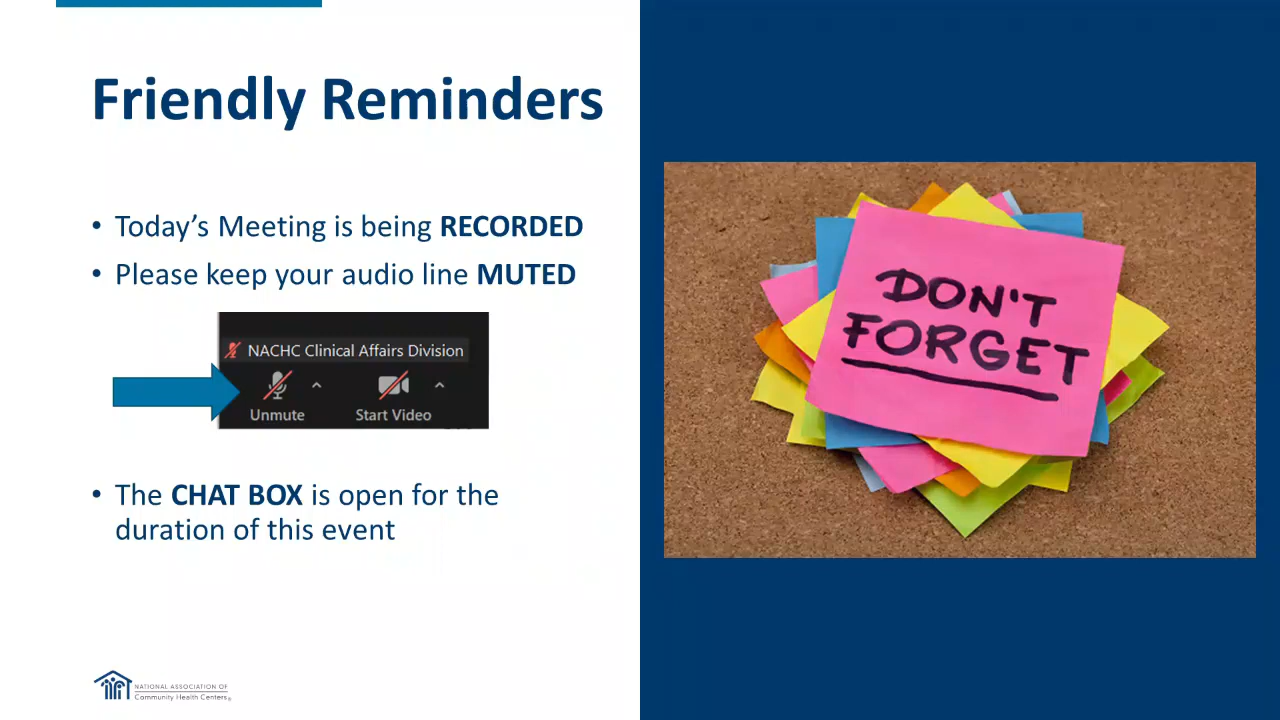 Friendly Reminders
• Today’s Meeting is being RECORDED
• Please keep your audio line MUTED
NACHC Clinical Affairs Division
Unmute
Start Video
• The CHAT BOX is open for the
duration of this event
NATIONAL ASSOCIATION OF
Community Health Centers®
DON'T
FORGET